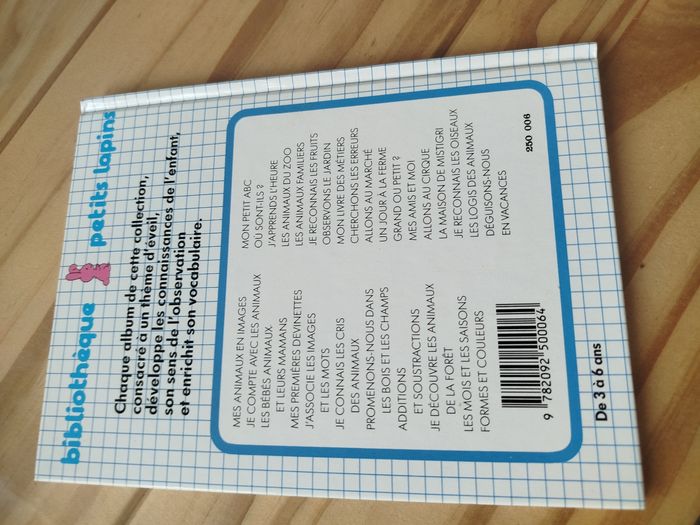 bibliothèque petits lapins
Chaque album de cette collection,
consacré à un thème d'éveil,
développe les connaissances de l'enfant,
son sens de l'observation
et enrichit son vocabulaire.
MES ANIMAUX EN IMAGES
JE COMPTE AVEC LES ANIMAUX
LES BÉBÉS ANIMAUX
ET LEURS MAMANS
MES PREMIÈRES DEVINETTES
J'ASSOCIE LES IMAGES
ET LES MOTS
JE CONNAIS LES CRIS
DES ANIMAUX
PROMENONS-NOUS DANS
LES BOIS ET LES CHAMPS
ADDITIONS
ET SOUSTRACTIONS
JE DÉCOUVRE LES ANIMAUX
DE LA FORÊT
LES MOIS ET LES SAISONS
FORMES ET COULEURS
MON PETIT ABC
OÙ SONT-ILS ?
J'APPRENDS L'HEURE
LES ANIMAUX DU ZOO
LES ANIMAUX FAMILIERS
JE RECONNAIS LES FRUITS
OBSERVONS LE JARDIN
MON LIVRE DES MÉTIERS
CHERCHONS LES ERREURS
ALLONS AU MARCHÉ
UN JOUR À LA FERME
GRAND OU PETIT ?
MES AMIS ET MOI
ALLONS AU CIRQUE
LA MAISON DE MISTIGRI
JE RECONNAIS LES OISEAUX
LES LOGIS DES ANIMAUX
DÉGUISONS-NOUS
EN VACANCES
9 782092 500064
250 006
De 3 à 6 ans